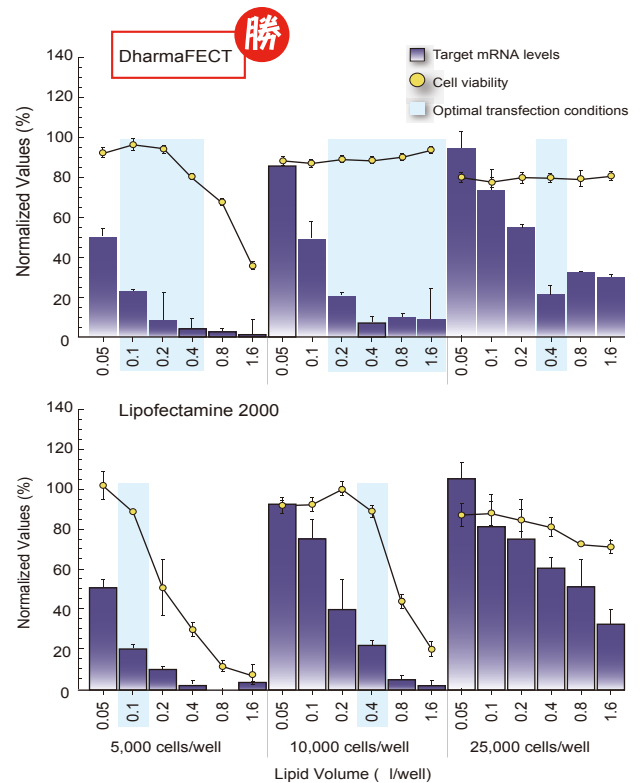 勝
DharmaFECT
Target mRNA levels
Cell viability
Optimal transfection conditions
Normalized Values (%)
140
120
100
80
60
40
20
0
0.05 0.1 0.2 0.4 0.8 1.6 0.05 0.1 0.2 0.4 0.8 1.6 0.05 0.1 0.2 0.4 0.8 1.6
Lipofectamine 2000
Normalized Values (%)
140
120
100
80
60
40
20
0
0.05 0.1 0.2 0.4 0.8 1.6 0.05 0.1 0.2 0.4 0.8 1.6 0.05 0.1 0.2 0.4 0.8 1.6
5,000 cells/well 10,000 cells/well 25,000 cells/well
Lipid Volume ( l/well)